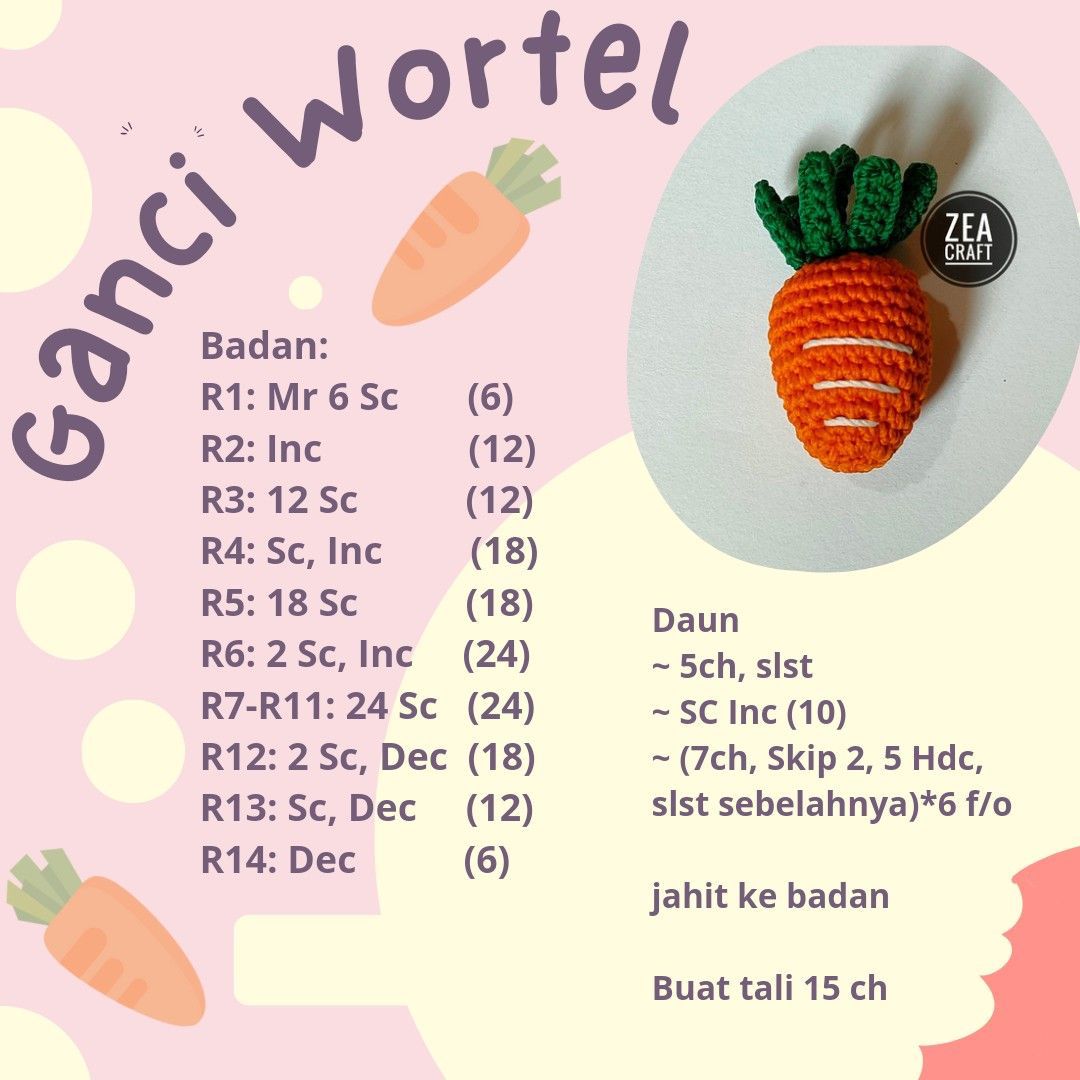 Ganci Wortel
ZEA
CRAFT
Badan:
R1: Mr 6 Sc (6)
R2: Inc (12)
R3: 12 Sc (12)
R4: Sc, Inc (18)
R5: 18 Sc (18)
R6: 2 Sc, Inc (24)
R7-R11: 24 Sc (24)
R12: 2 Sc, Dec (18)
R13: Sc, Dec (12)
R14: Dec (6)
Daun
~ 5ch, slst
~ SC Inc (10)
~ (7ch, Skip 2, 5 Hdc,
slst sebelahnya)*6 f/o
jahit ke badan
Buat tali 15 ch